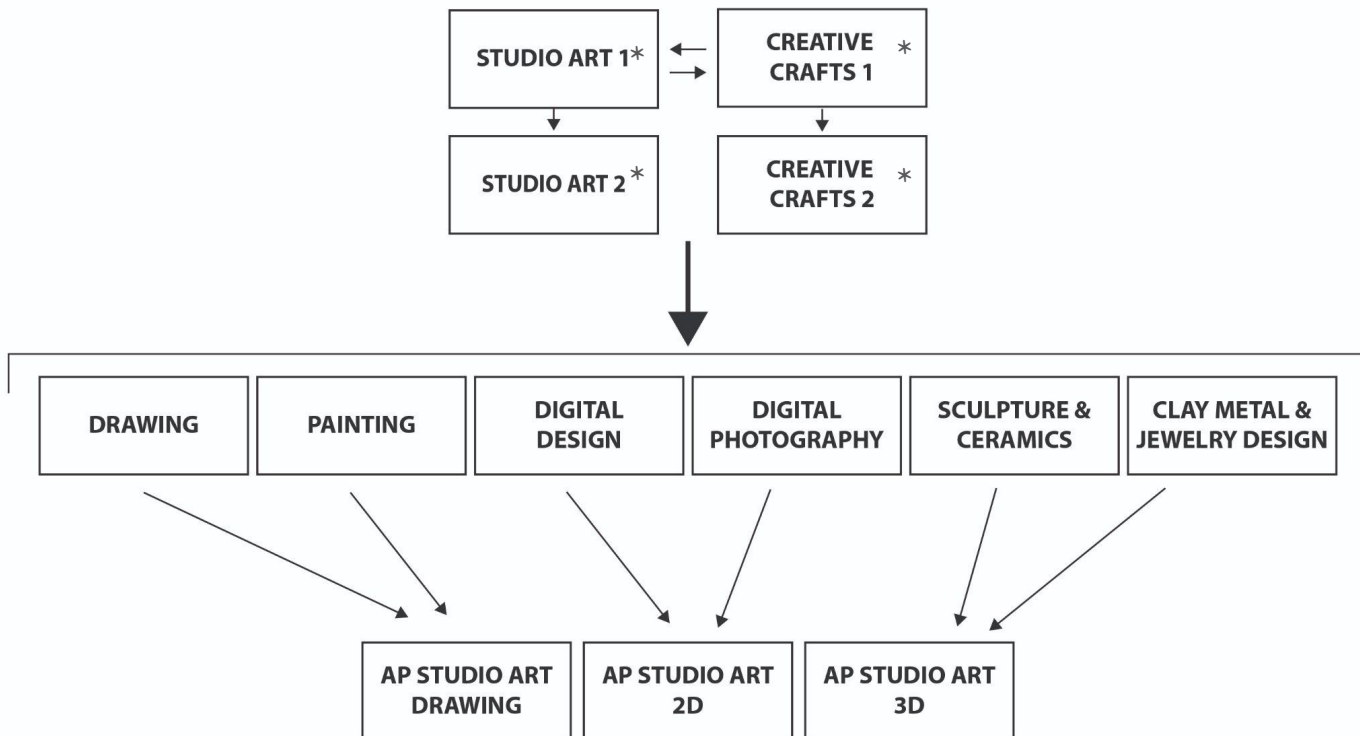 STUDIO ART 1*
CREATIVE
CRAFTS 1 *
STUDIO ART 2*
CREATIVE
CRAFTS 2 *
DRAWING
PAINTING
DIGITAL
DESIGN
DIGITAL
PHOTOGRAPHY
SCULPTURE &
CERAMICS
CLAY METAL &
JEWELRY DESIGN
AP STUDIO ART
DRAWING
AP STUDIO ART
2D
AP STUDIO ART
3D